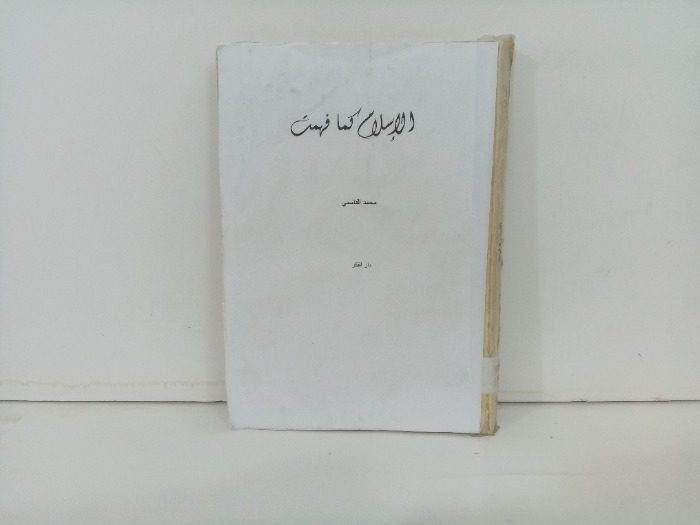 الإسلام كما فهمت
محمد القاسمي
دار الفكر